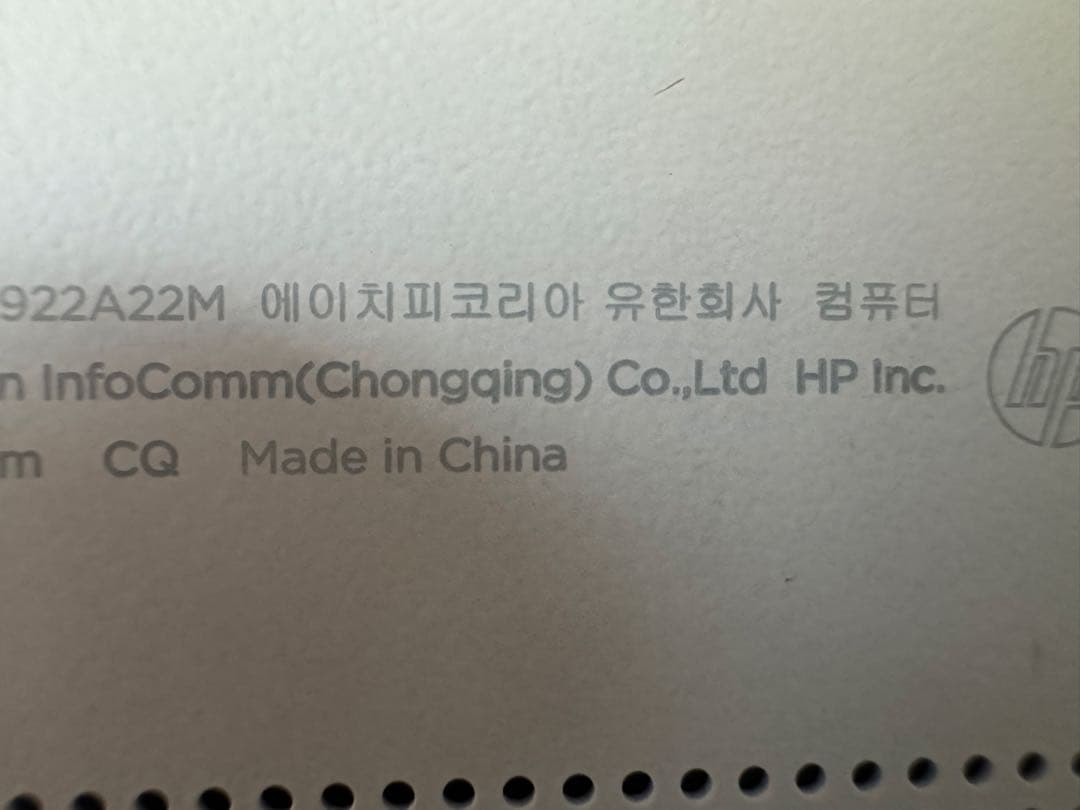 922A22M 에이치피코리아 유한회사 컴퓨터
n InfoComm(Chongqing) Co.,Ltd HP Inc.
hp
m CQ Made in China